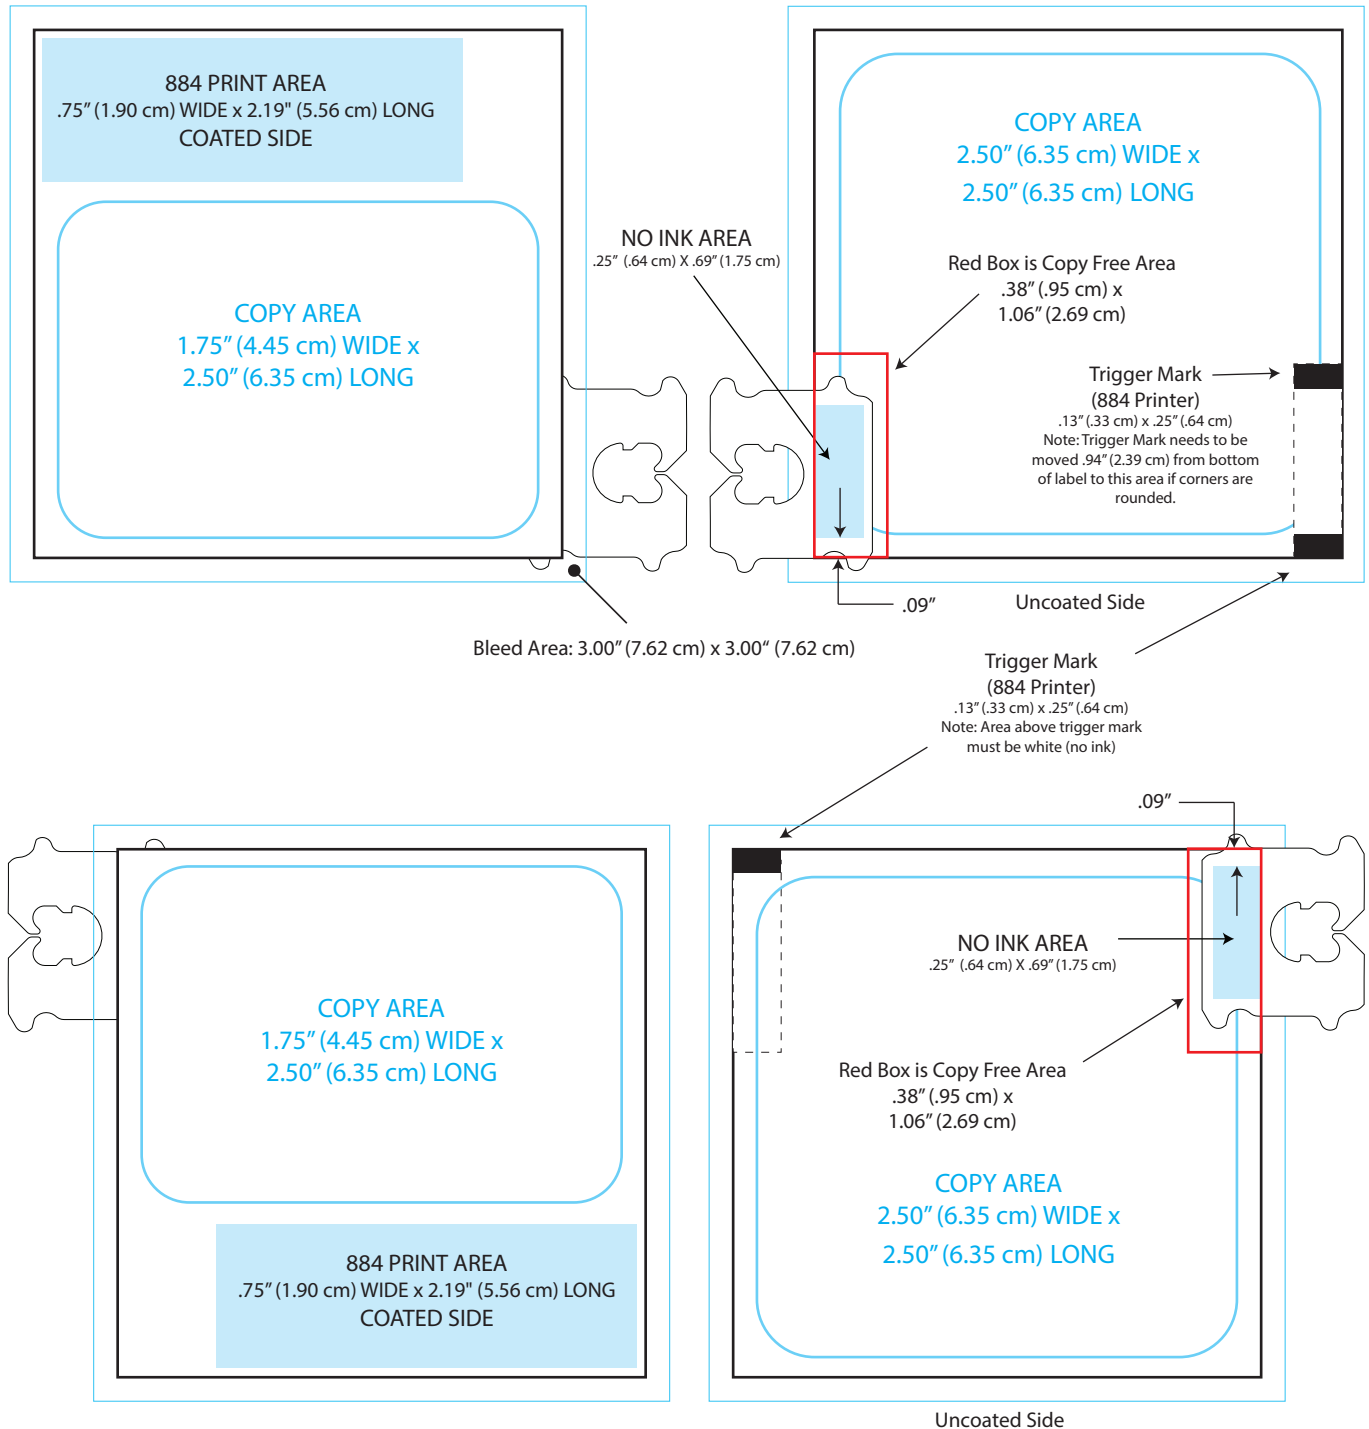 884 PRINT AREA
.75” (1.90 cm) WIDE x 2.19" (5.56 cm) LONG
COATED SIDE
COPY AREA
1.75” (4.45 cm) WIDE x
2.50” (6.35 cm) LONG
NO INK AREA
.25” (.64 cm) X .69” (1.75 cm)
COPY AREA
2.50” (6.35 cm) WIDE x
2.50” (6.35 cm) LONG
Red Box is Copy Free Area
.38” (.95 cm) x
1.06” (2.69 cm)
Trigger Mark
(884 Printer)
.13” (.33 cm) x .25” (.64 cm)
Note: Trigger Mark needs to be
moved .94” (2.39 cm) from bottom
of label to this area if corners are
rounded.
.09”
Uncoated Side
Bleed Area: 3.00” (7.62 cm) x 3.00“ (7.62 cm)
Trigger Mark
(884 Printer)
.13” (.33 cm) x .25” (.64 cm)
Note: Area above trigger mark
must be white (no ink)
.09”
COPY AREA
1.75” (4.45 cm) WIDE x
2.50” (6.35 cm) LONG
884 PRINT AREA
.75” (1.90 cm) WIDE x 2.19" (5.56 cm) LONG
COATED SIDE
NO INK AREA
.25” (.64 cm) X .69” (1.75 cm)
Red Box is Copy Free Area
.38” (.95 cm) x
1.06” (2.69 cm)
COPY AREA
2.50” (6.35 cm) WIDE x
2.50” (6.35 cm) LONG
Uncoated Side